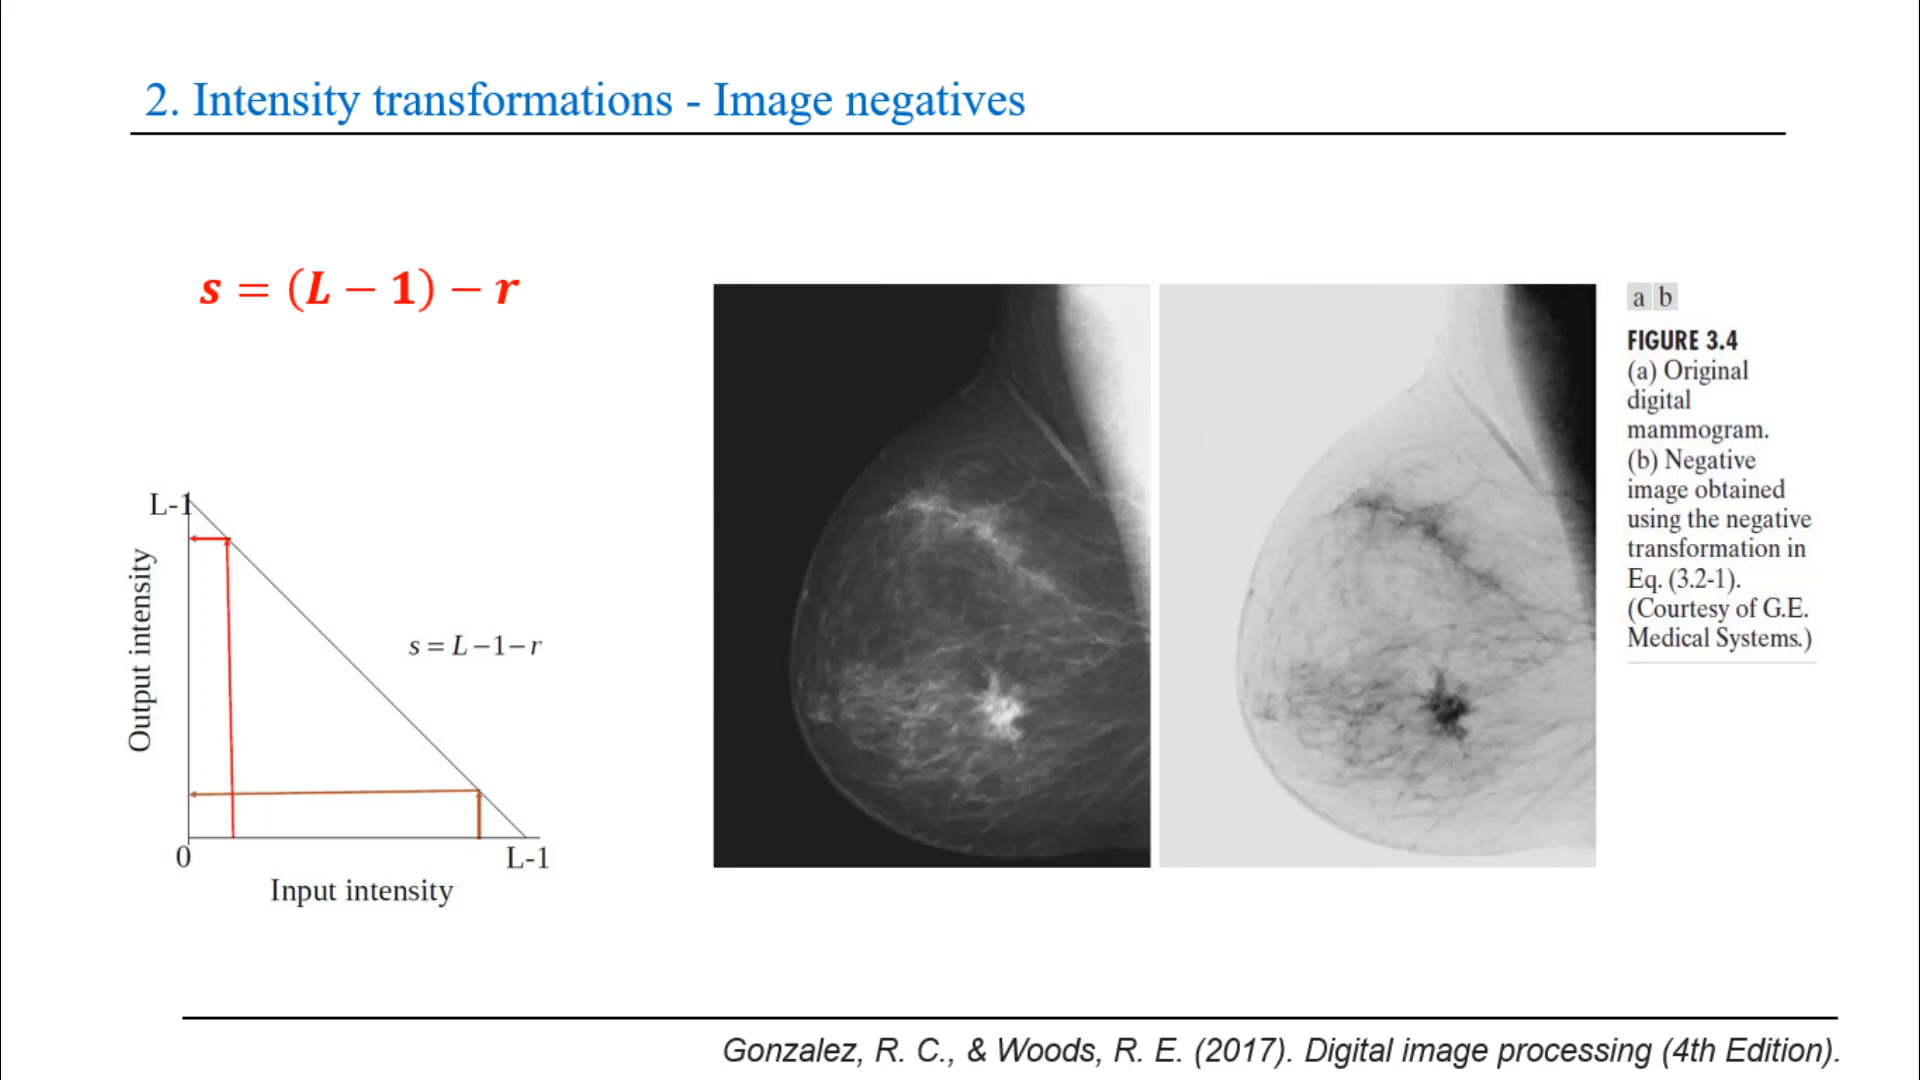 2. Intensity transformations - Image negatives
s = (L − 1) − r
L-1
Output intensity
s = L−1−r
0
L-1
Input intensity
a b
FIGURE 3.4
(a) Original
digital
mammogram.
(b) Negative
image obtained
using the negative
transformation in
Eq. (3.2-1).
(Courtesy of G.E.
Medical Systems.)
Gonzalez, R. C., & Woods, R. E. (2017). Digital image processing (4th Edition).